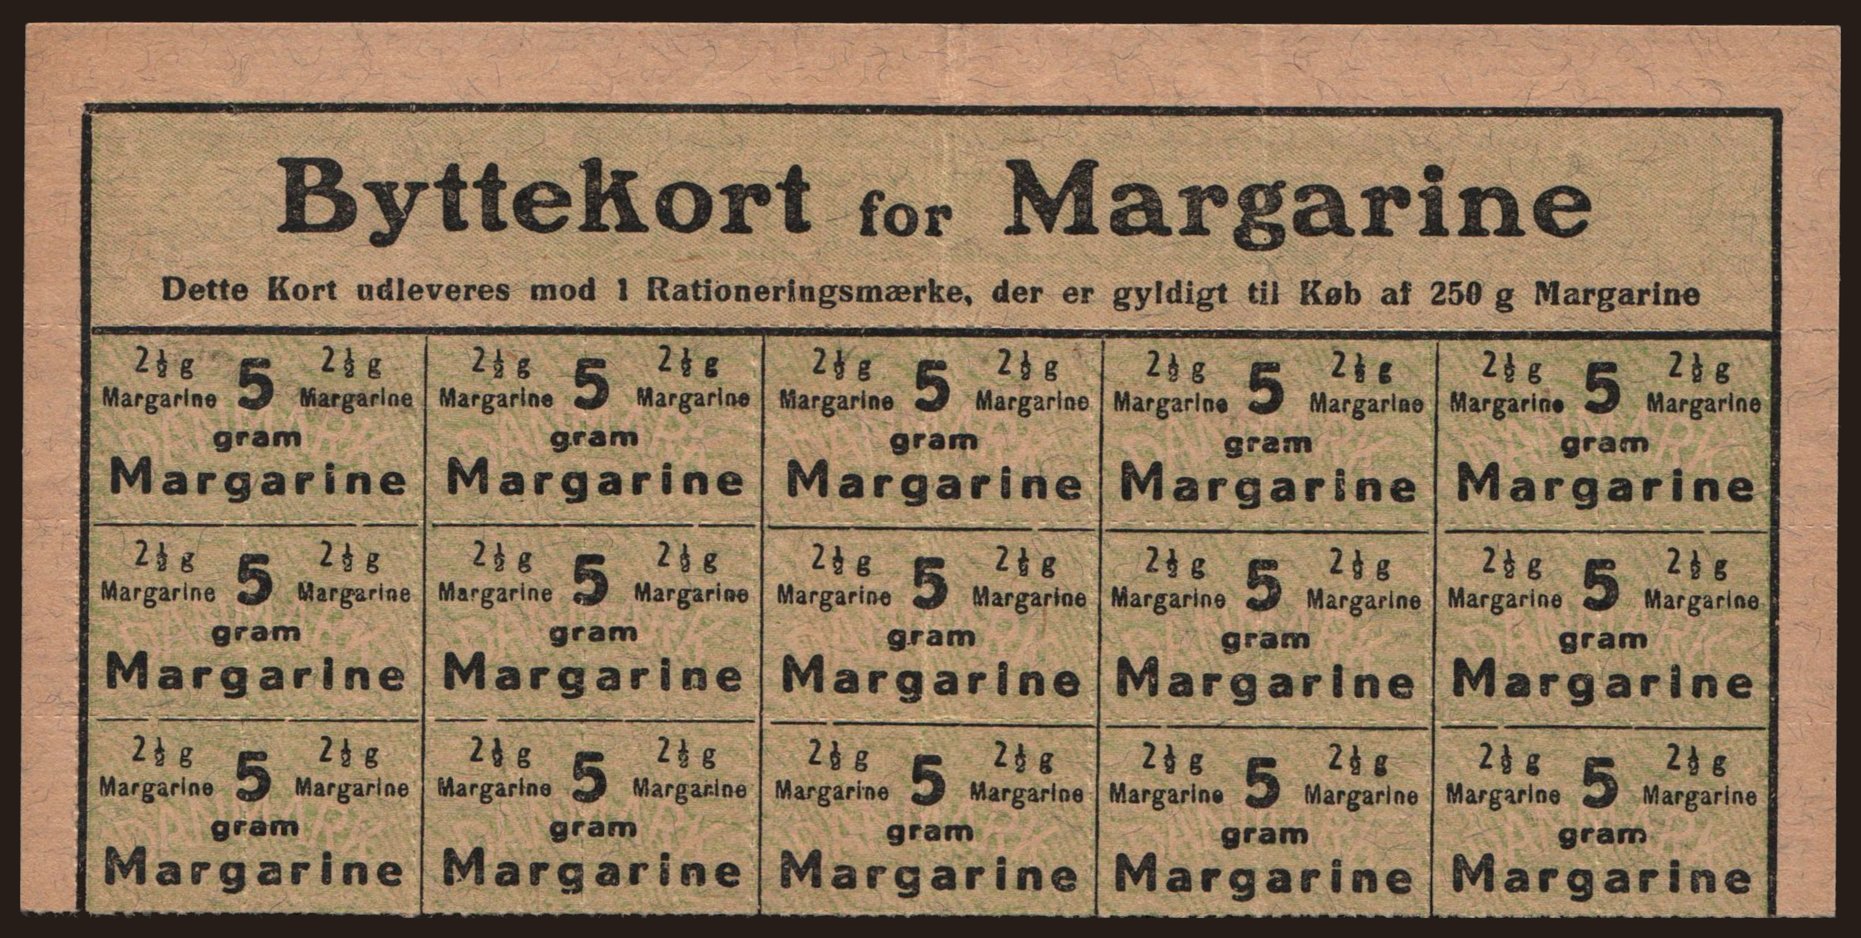 Byttekort for Margarine
Dette Kort udleveres mod 1 Rationeringsmærke, der er gyldigt til Køb af 250 g Margarine
2½ g 5 2½ g 2½ g 5 2½ g 2½ g 5 2½ g 2½ g 5 2½ g 2½ g 5 2½ g
Margarine Margarine Margarine Margarine Margarine Margarine Margarine Margarine Margarine Margarine
gram gram gram gram gram
Margarine Margarine Margarine Margarine Margarine
2½ g 5 2½ g 2½ g 5 2½ g 2½ g 5 2½ g 2½ g 5 2½ g 2½ g 5 2½ g
Margarine Margarine Margarine Margarine Margarine Margarine Margarine Margarine Margarine Margarine
gram gram gram gram gram
Margarine Margarine Margarine Margarine Margarine
2½ g 5 2½ g 2½ g 5 2½ g 2½ g 5 2½ g 2½ g 5 2½ g 2½ g 5 2½ g
Margarine Margarine Margarine Margarine Margarine Margarine Margarine Margarine Margarine Margarine
gram gram gram gram gram
Margarine Margarine Margarine Margarine Margarine